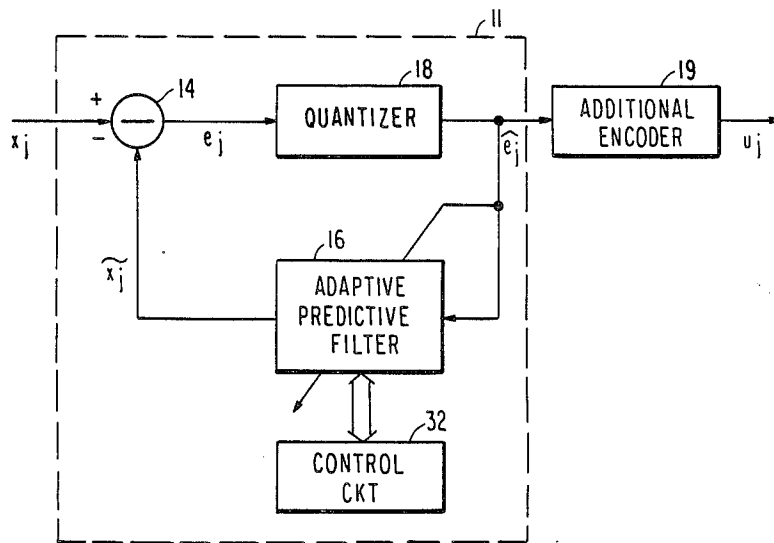 11
14
18
19
+
−
QUANTIZER
ADDITIONAL
ENCODER
x_j
e_j
ê_j
u_j
16
x̃_j
ADAPTIVE
PREDICTIVE
FILTER
32
CONTROL
CKT